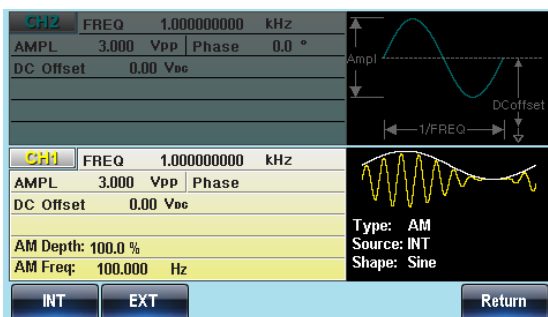 CH2 FREQ 1.000000000 kHz
AMPL 3.000 Vpp Phase 0.0 °
DC Offset 0.00 VDC
Ampl
DCoffset
1/FREQ
CH1 FREQ 1.000000000 kHz
AMPL 3.000 Vpp Phase
DC Offset 0.00 VDC
AM Depth: 100.0 %
AM Freq: 100.000 Hz
Type: AM
Source: INT
Shape: Sine
INT EXT Return